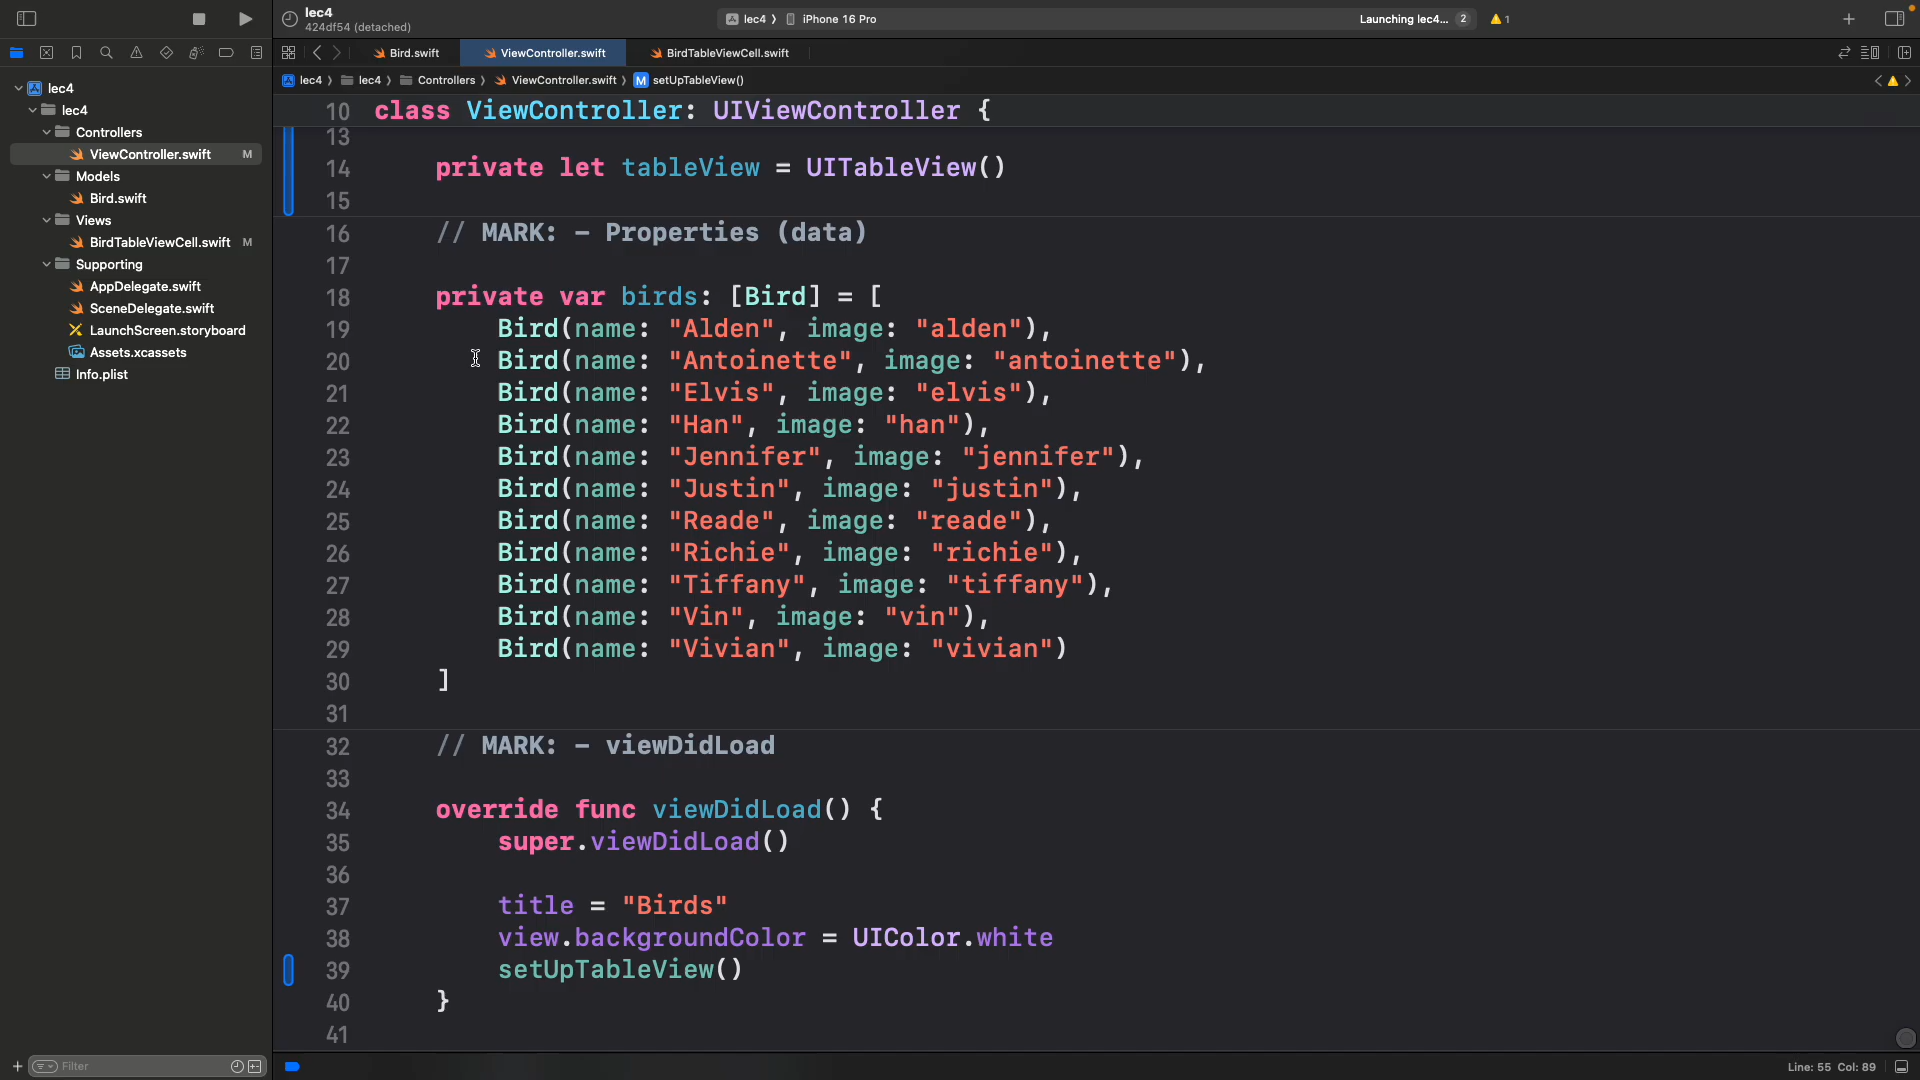 lec4
424df54 (detached)
lec4 〉 iPhone 16 Pro
Launching lec4... 2
1
Bird.swift
ViewController.swift
BirdTableViewCell.swift
lec4 〉 lec4 〉 Controllers 〉 ViewController.swift 〉 M setUpTableView()
lec4
lec4
Controllers
ViewController.swift M
Models
Bird.swift
Views
BirdTableViewCell.swift M
Supporting
AppDelegate.swift
SceneDelegate.swift
LaunchScreen.storyboard
Assets.xcassets
Info.plist
10 class ViewController: UIViewController {
13
14 private let tableView = UITableView()
15
16 // MARK: - Properties (data)
17
18 private var birds: [Bird] = [
19 Bird(name: "Alden", image: "alden"),
20 Bird(name: "Antoinette", image: "antoinette"),
21 Bird(name: "Elvis", image: "elvis"),
22 Bird(name: "Han", image: "han"),
23 Bird(name: "Jennifer", image: "jennifer"),
24 Bird(name: "Justin", image: "justin"),
25 Bird(name: "Reade", image: "reade"),
26 Bird(name: "Richie", image: "richie"),
27 Bird(name: "Tiffany", image: "tiffany"),
28 Bird(name: "Vin", image: "vin"),
29 Bird(name: "Vivian", image: "vivian")
30 ]
31
32 // MARK: - viewDidLoad
33
34 override func viewDidLoad() {
35 super.viewDidLoad()
36
37 title = "Birds"
38 view.backgroundColor = UIColor.white
39 setUpTableView()
40 }
41
Filter
Line: 55 Col: 89